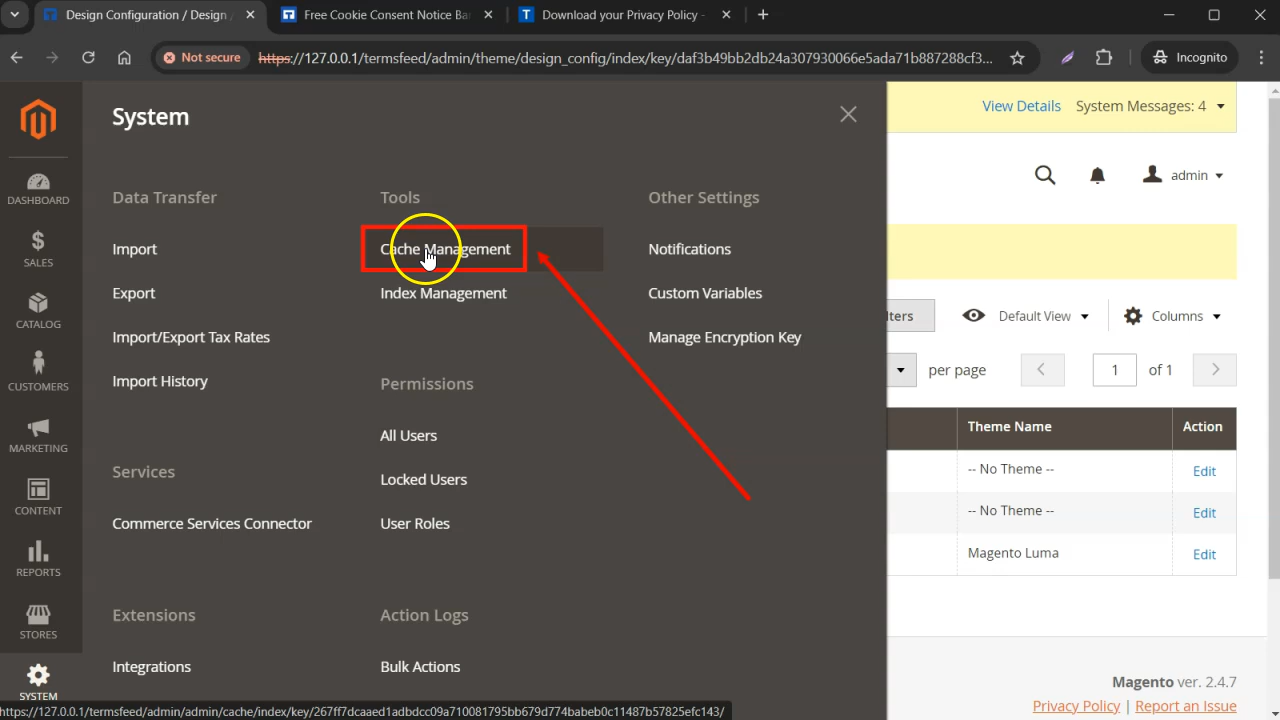 Design Configuration / Design
Free Cookie Consent Notice Ba
Download your Privacy Policy -
Not secure
https://127.0.0.1/termsfeed/admin/theme/design_config/index/key/daf3b49bb2db24a307930066e5ada71b887288cf3...
Incognito
System
View Details
System Messages: 4
admin
DASHBOARD
SALES
CATALOG
CUSTOMERS
MARKETING
CONTENT
REPORTS
STORES
SYSTEM
Data Transfer
Import
Export
Import/Export Tax Rates
Import History
Services
Commerce Services Connector
Extensions
Integrations
Tools
Cache Management
Index Management
Permissions
All Users
Locked Users
User Roles
Action Logs
Bulk Actions
Other Settings
Notifications
Custom Variables
Manage Encryption Key
lters
Default View
Columns
per page
1
of 1
Theme Name
Action
-- No Theme --
Edit
-- No Theme --
Edit
Magento Luma
Edit
Magento ver. 2.4.7
Privacy Policy | Report an Issue
https://127.0.0.1/termsfeed/admin/admin/cache/index/key/267ff7dcaaed1adbdcc09a710081795bb679d774babeb0c11487b57825efc143/